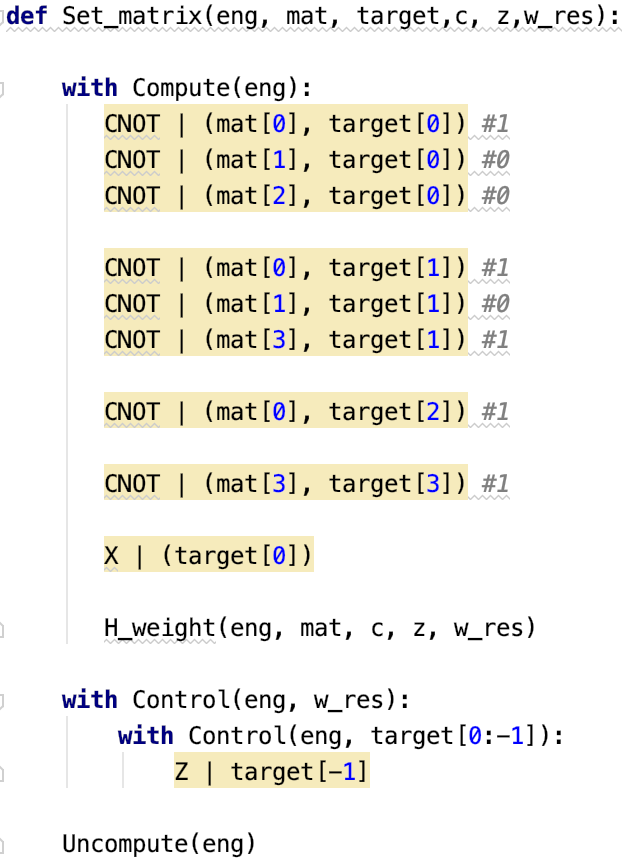 def Set_matrix(eng, mat, target,c, z,w_res):
with Compute(eng):
CNOT | (mat[0], target[0]) #1
CNOT | (mat[1], target[0]) #0
CNOT | (mat[2], target[0]) #0
CNOT | (mat[0], target[1]) #1
CNOT | (mat[1], target[1]) #0
CNOT | (mat[3], target[1]) #1
CNOT | (mat[0], target[2]) #1
CNOT | (mat[3], target[3]) #1
X | (target[0])
H_weight(eng, mat, c, z, w_res)
with Control(eng, w_res):
with Control(eng, target[0:-1]):
Z | target[-1]
Uncompute(eng)